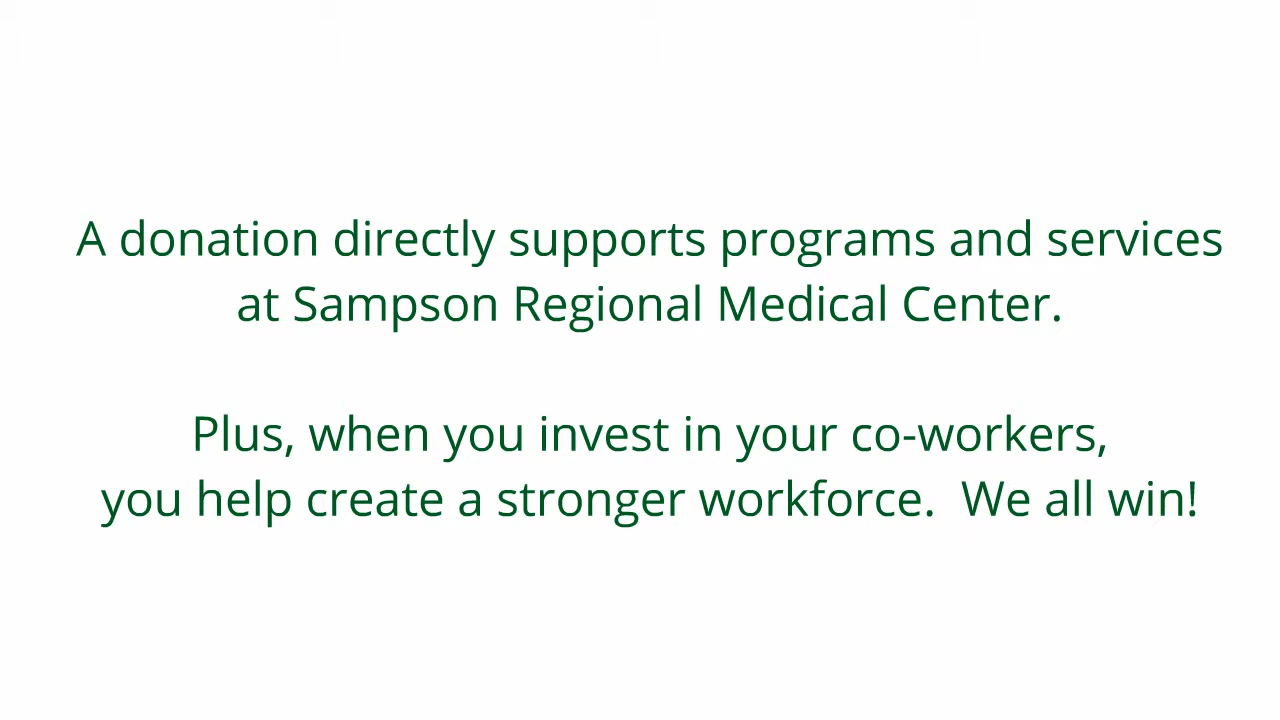 A donation directly supports programs and services
at Sampson Regional Medical Center.
Plus, when you invest in your co-workers,
you help create a stronger workforce.  We all win!